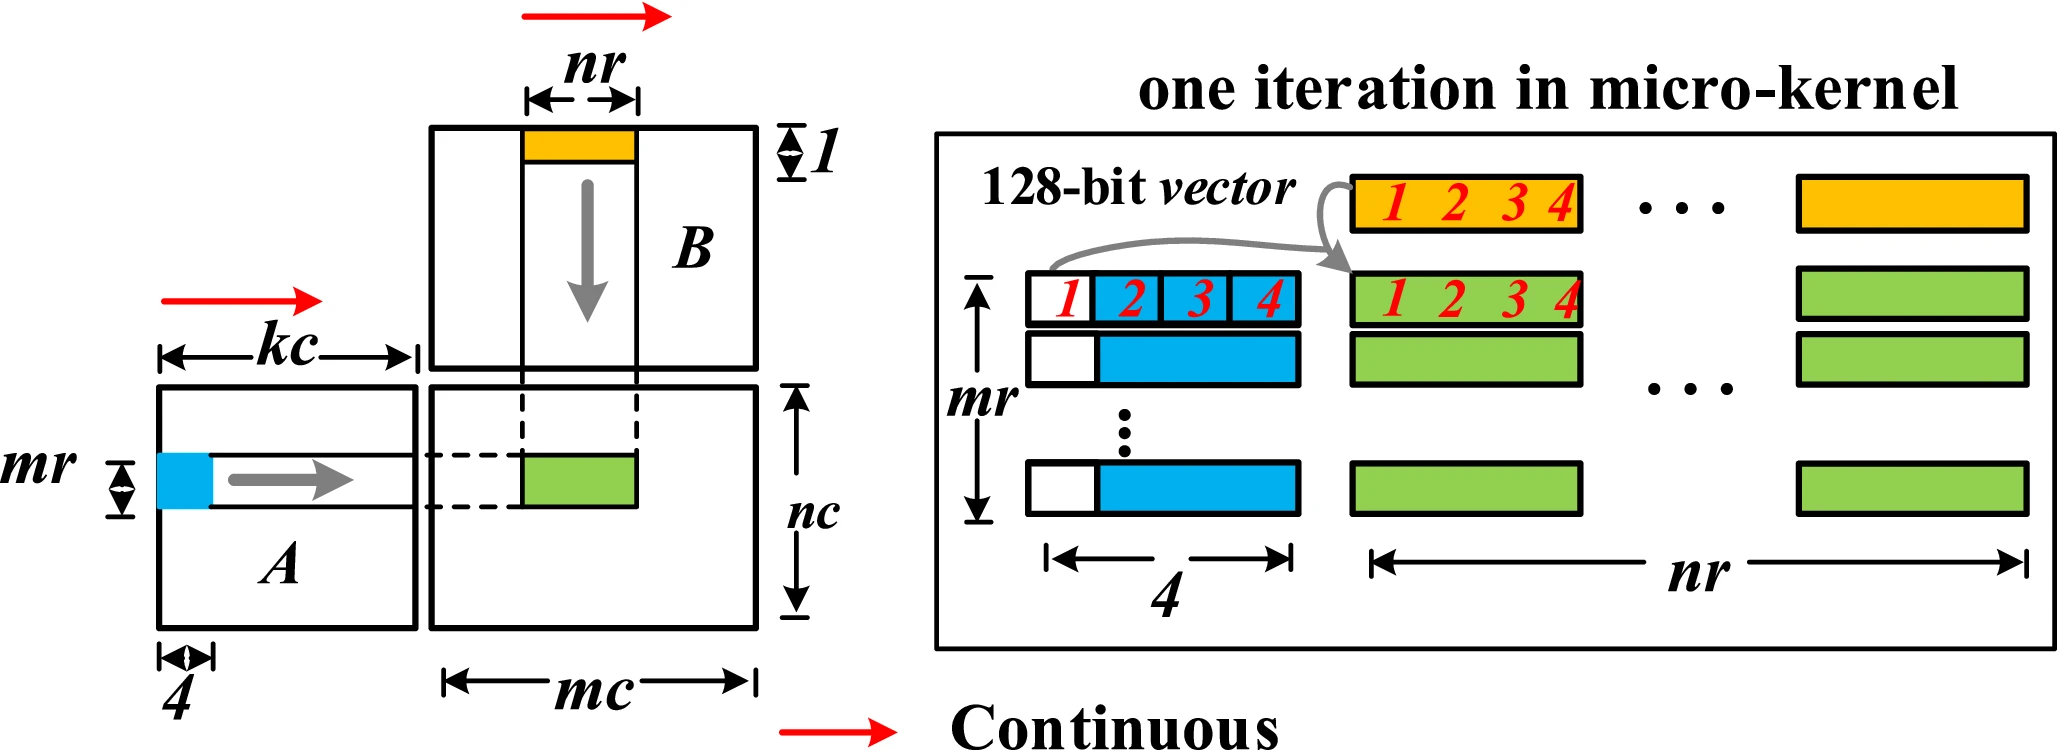 nr
1
B
kc
mr
A
nc
4
mc
Continuous
one iteration in micro-kernel
128-bit vector
1 2 3 4
1 2 3 4
1 2 3 4
mr
4
nr